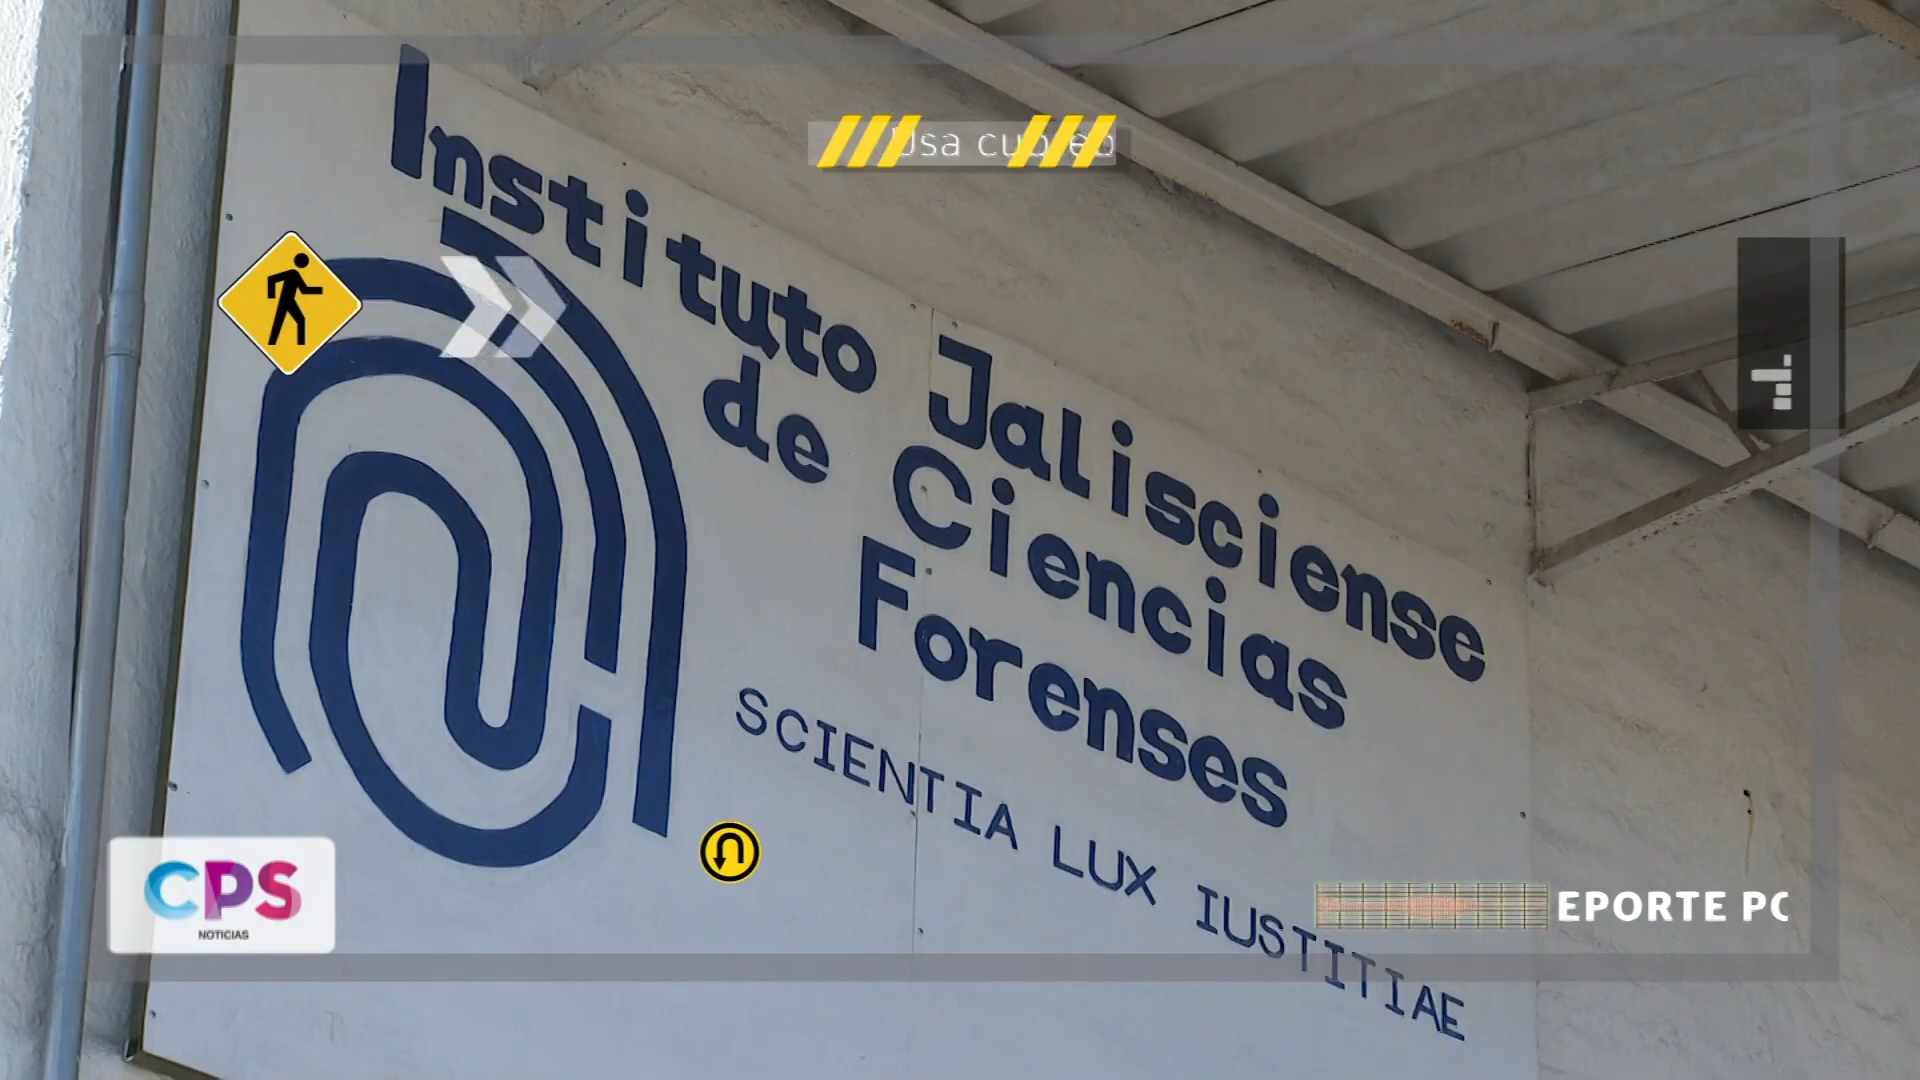 Instituto Jalisciense
de Ciencias
Forenses
SCIENTIA LUX IUSTITIAE
CPS
NOTICIAS
EPORTE PC